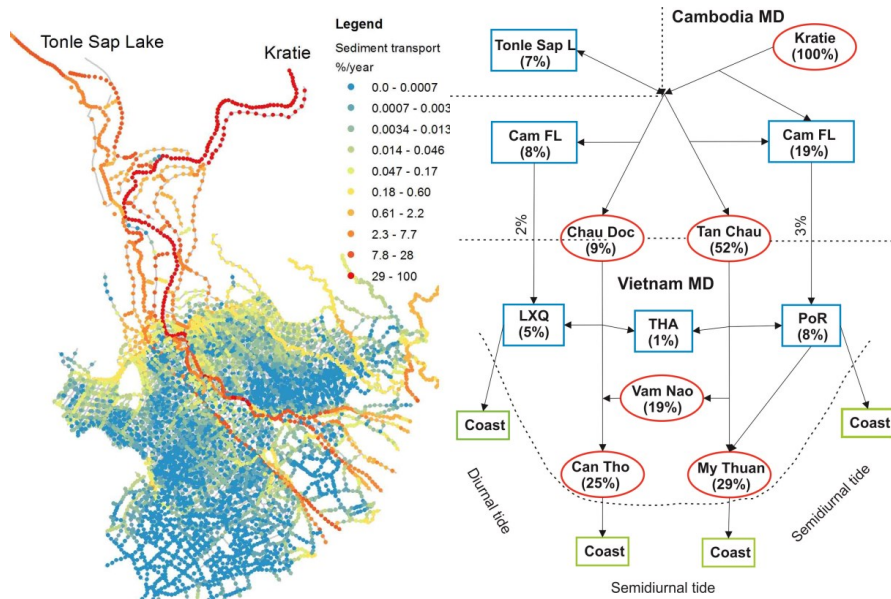 Tonle Sap Lake
Kratie
Legend
Sediment transport
%/year
0.0 - 0.0007
0.0007 - 0.003
0.0034 - 0.013
0.014 - 0.046
0.047 - 0.17
0.18 - 0.60
0.61 - 2.2
2.3 - 7.7
7.8 - 28
29 - 100
Cambodia MD
Tonle Sap L
(7%)
Kratie
(100%)
Cam FL
(8%)
Cam FL
(19%)
2%
3%
Chau Doc
(9%)
Tan Chau
(52%)
Vietnam MD
LXQ
(5%)
THA
(1%)
PoR
(8%)
Vam Nao
(19%)
Coast
Coast
Can Tho
(25%)
My Thuan
(29%)
Diurnal tide
Semidiurnal tide
Coast
Coast
Semidiurnal tide